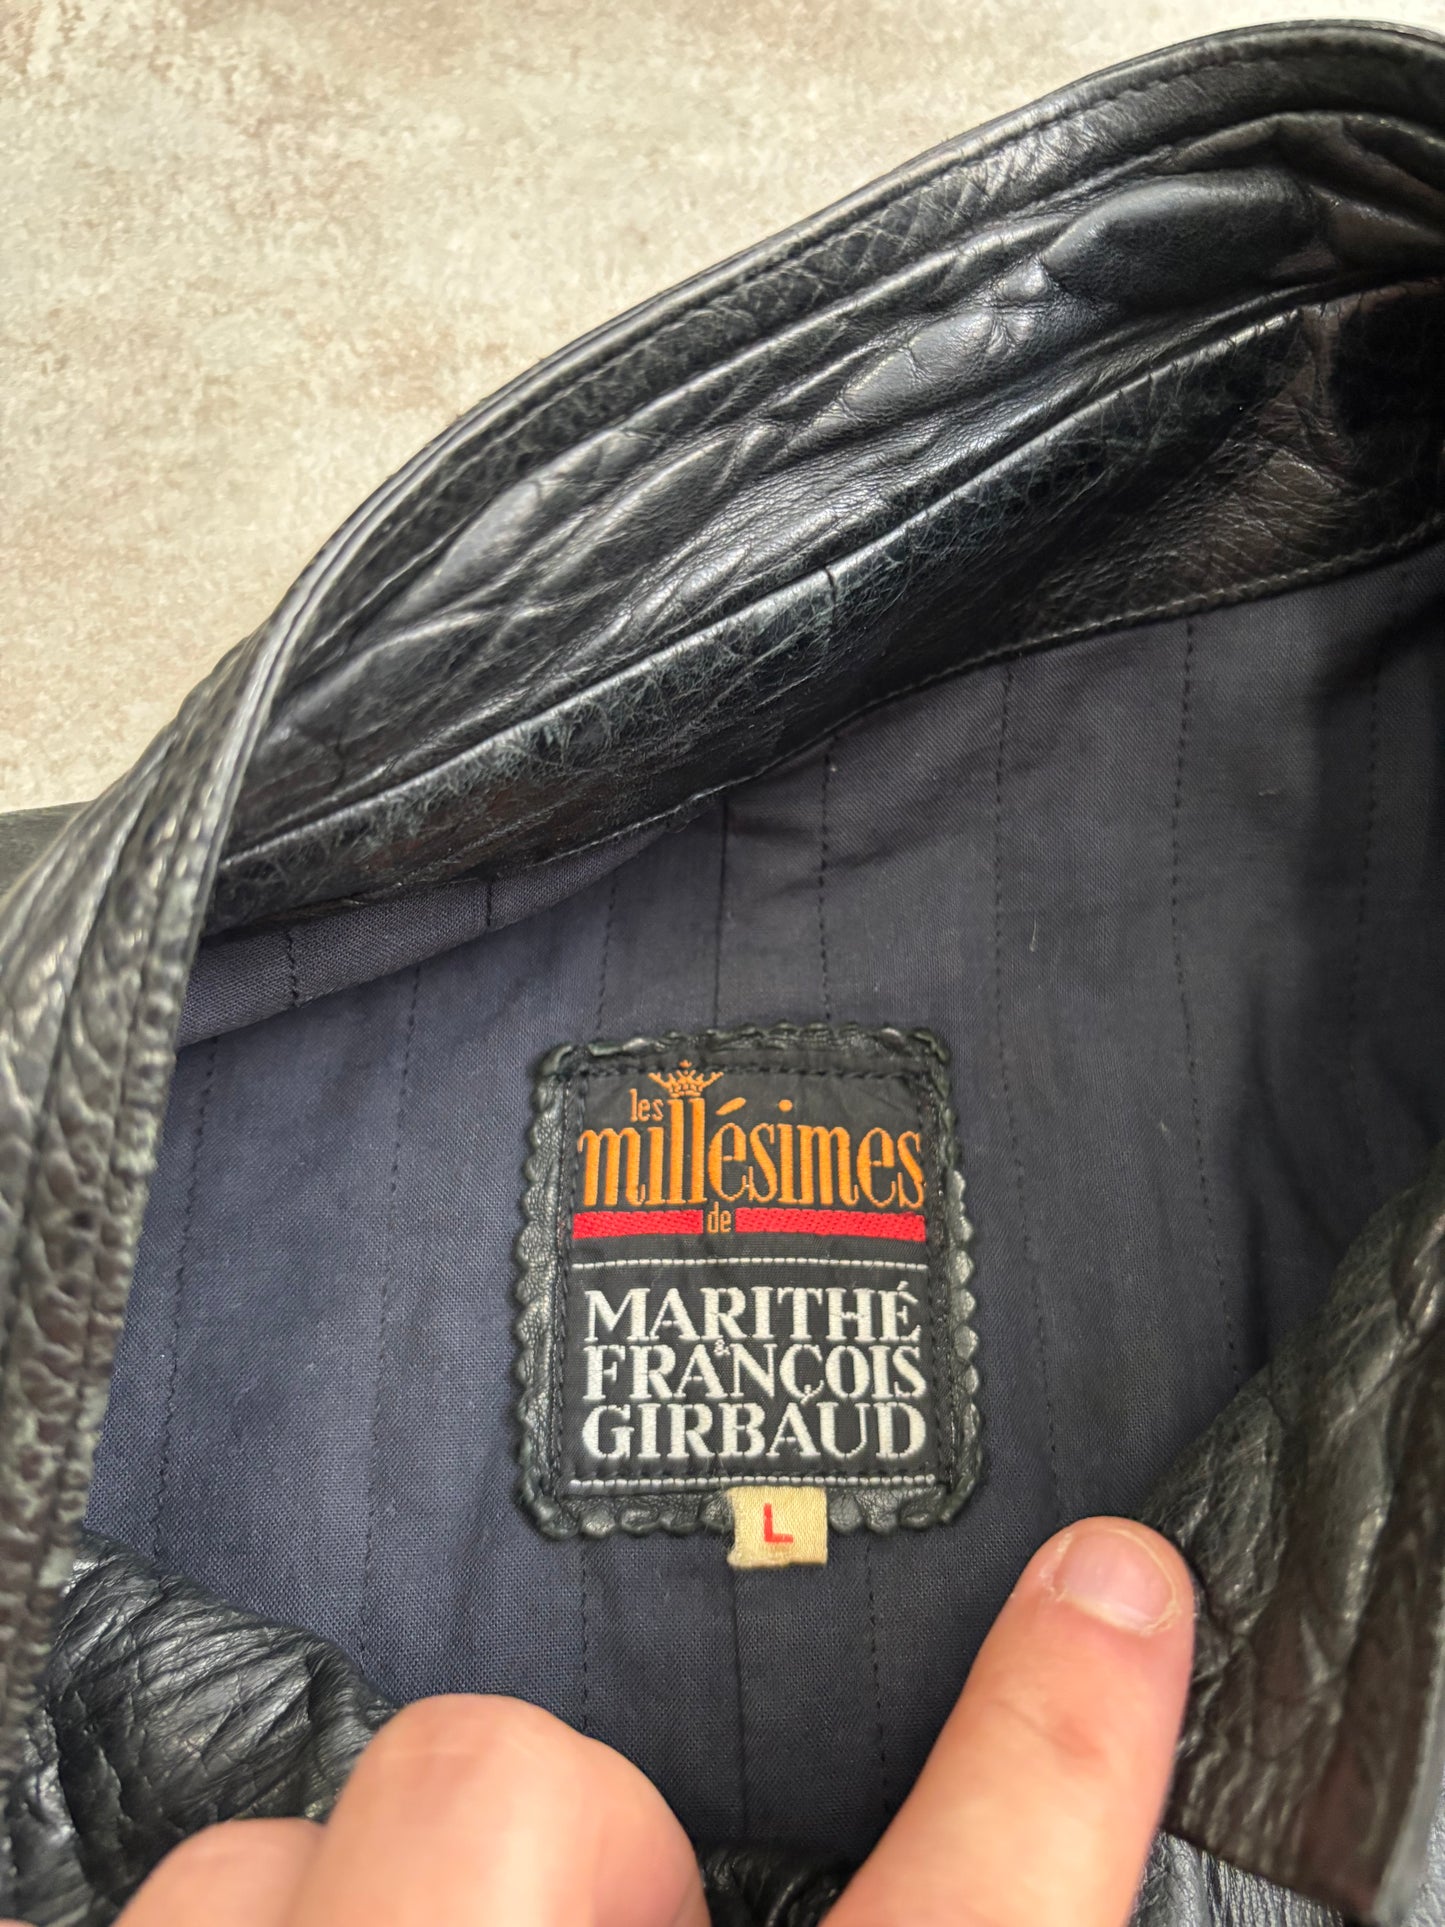 les
millésimes
de
MARITHÉ
&
FRANÇOIS
GIRBAUD
L